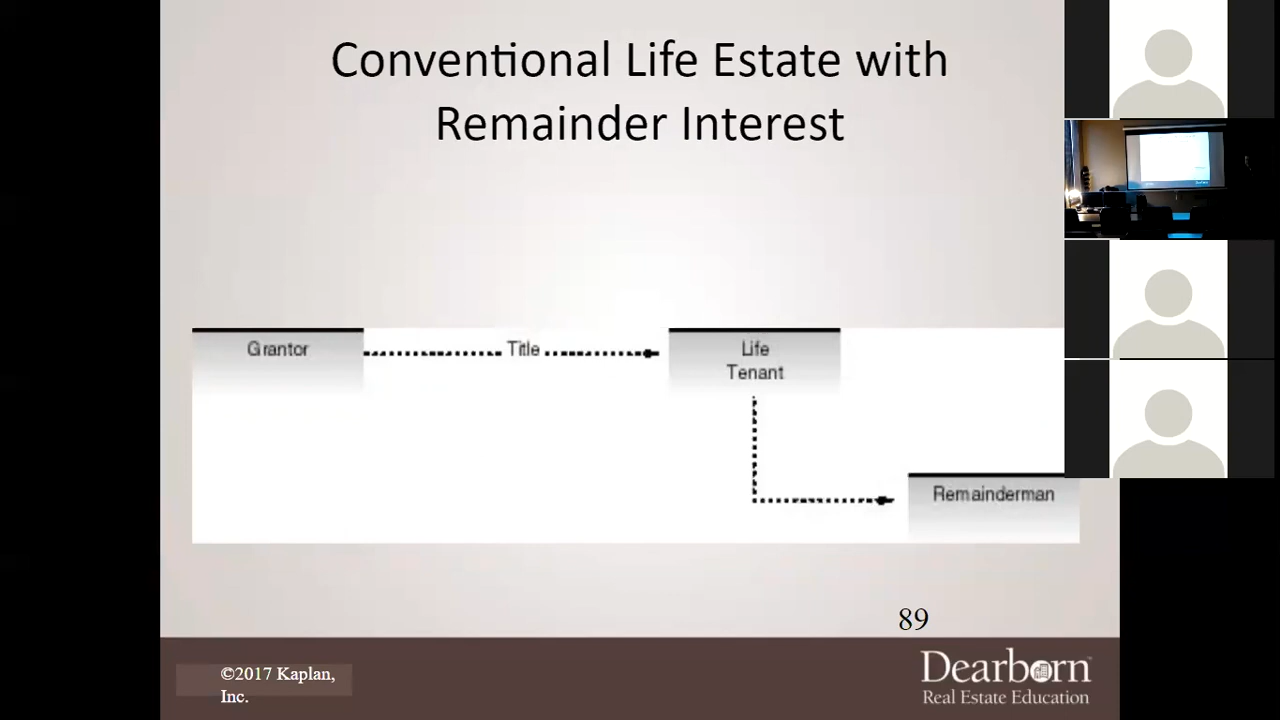 Conventional Life Estate with
Remainder Interest
Grantor
Title
Life
Tenant
Remainderman
89
©2017 Kaplan,
Inc.
Dearborn
Real Estate Education